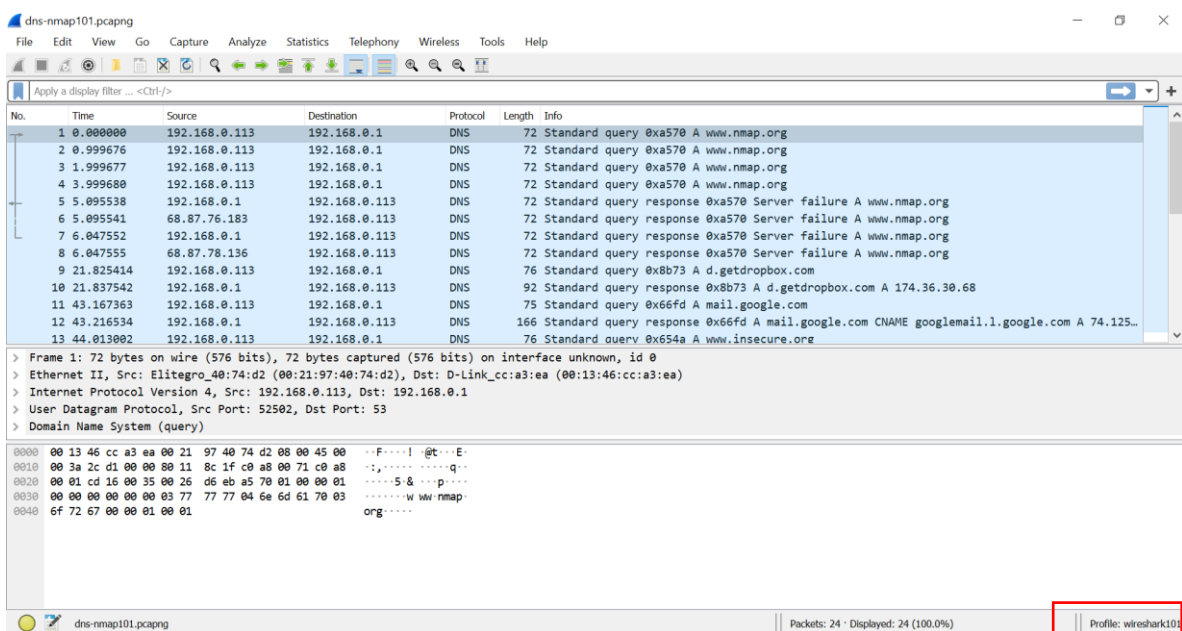 dns-nmap101.pcapng
File Edit View Go Capture Analyze Statistics Telephony Wireless Tools Help
Apply a display filter ... <Ctrl-/>
No. Time Source Destination Protocol Length Info
1 0.000000 192.168.0.113 192.168.0.1 DNS 72 Standard query 0xa570 A www.nmap.org
2 0.999676 192.168.0.113 192.168.0.1 DNS 72 Standard query 0xa570 A www.nmap.org
3 1.999677 192.168.0.113 192.168.0.1 DNS 72 Standard query 0xa570 A www.nmap.org
4 3.999680 192.168.0.113 192.168.0.1 DNS 72 Standard query 0xa570 A www.nmap.org
5 5.095538 192.168.0.1 192.168.0.113 DNS 72 Standard query response 0xa570 Server failure A www.nmap.org
6 5.095541 68.87.76.183 192.168.0.113 DNS 72 Standard query response 0xa570 Server failure A www.nmap.org
7 6.047552 192.168.0.1 192.168.0.113 DNS 72 Standard query response 0xa570 Server failure A www.nmap.org
8 6.047555 68.87.78.136 192.168.0.113 DNS 72 Standard query response 0xa570 Server failure A www.nmap.org
9 21.825414 192.168.0.113 192.168.0.1 DNS 76 Standard query 0x8b73 A d.getdropbox.com
10 21.837542 192.168.0.1 192.168.0.113 DNS 92 Standard query response 0x8b73 A d.getdropbox.com A 174.36.30.68
11 43.167363 192.168.0.113 192.168.0.1 DNS 75 Standard query 0x66fd A mail.google.com
12 43.216534 192.168.0.1 192.168.0.113 DNS 166 Standard query response 0x66fd A mail.google.com CNAME googlemail.l.google.com A 74.125…
13 44.013002 192.168.0.113 192.168.0.1 DNS 76 Standard query 0x654a A www.insecure.org
> Frame 1: 72 bytes on wire (576 bits), 72 bytes captured (576 bits) on interface unknown, id 0
> Ethernet II, Src: Elitegro_40:74:d2 (00:21:97:40:74:d2), Dst: D-Link_cc:a3:ea (00:13:46:cc:a3:ea)
> Internet Protocol Version 4, Src: 192.168.0.113, Dst: 192.168.0.1
> User Datagram Protocol, Src Port: 52502, Dst Port: 53
> Domain Name System (query)
0000 00 13 46 cc a3 ea 00 21 97 40 74 d2 08 00 45 00 ··F····! ·@t···E·
0010 00 3a 2c d1 00 00 80 11 8c 1f c0 a8 00 71 c0 a8 ·:,····· ·····q··
0020 00 01 cd 16 00 35 00 26 d6 eb a5 70 01 00 00 01 ·····5·& ···p····
0030 00 00 00 00 00 00 03 77 77 77 04 6e 6d 61 70 03 ·······w ww·nmap·
0040 6f 72 67 00 00 01 00 01 org·····
dns-nmap101.pcapng Packets: 24 · Displayed: 24 (100.0%) Profile: wireshark101